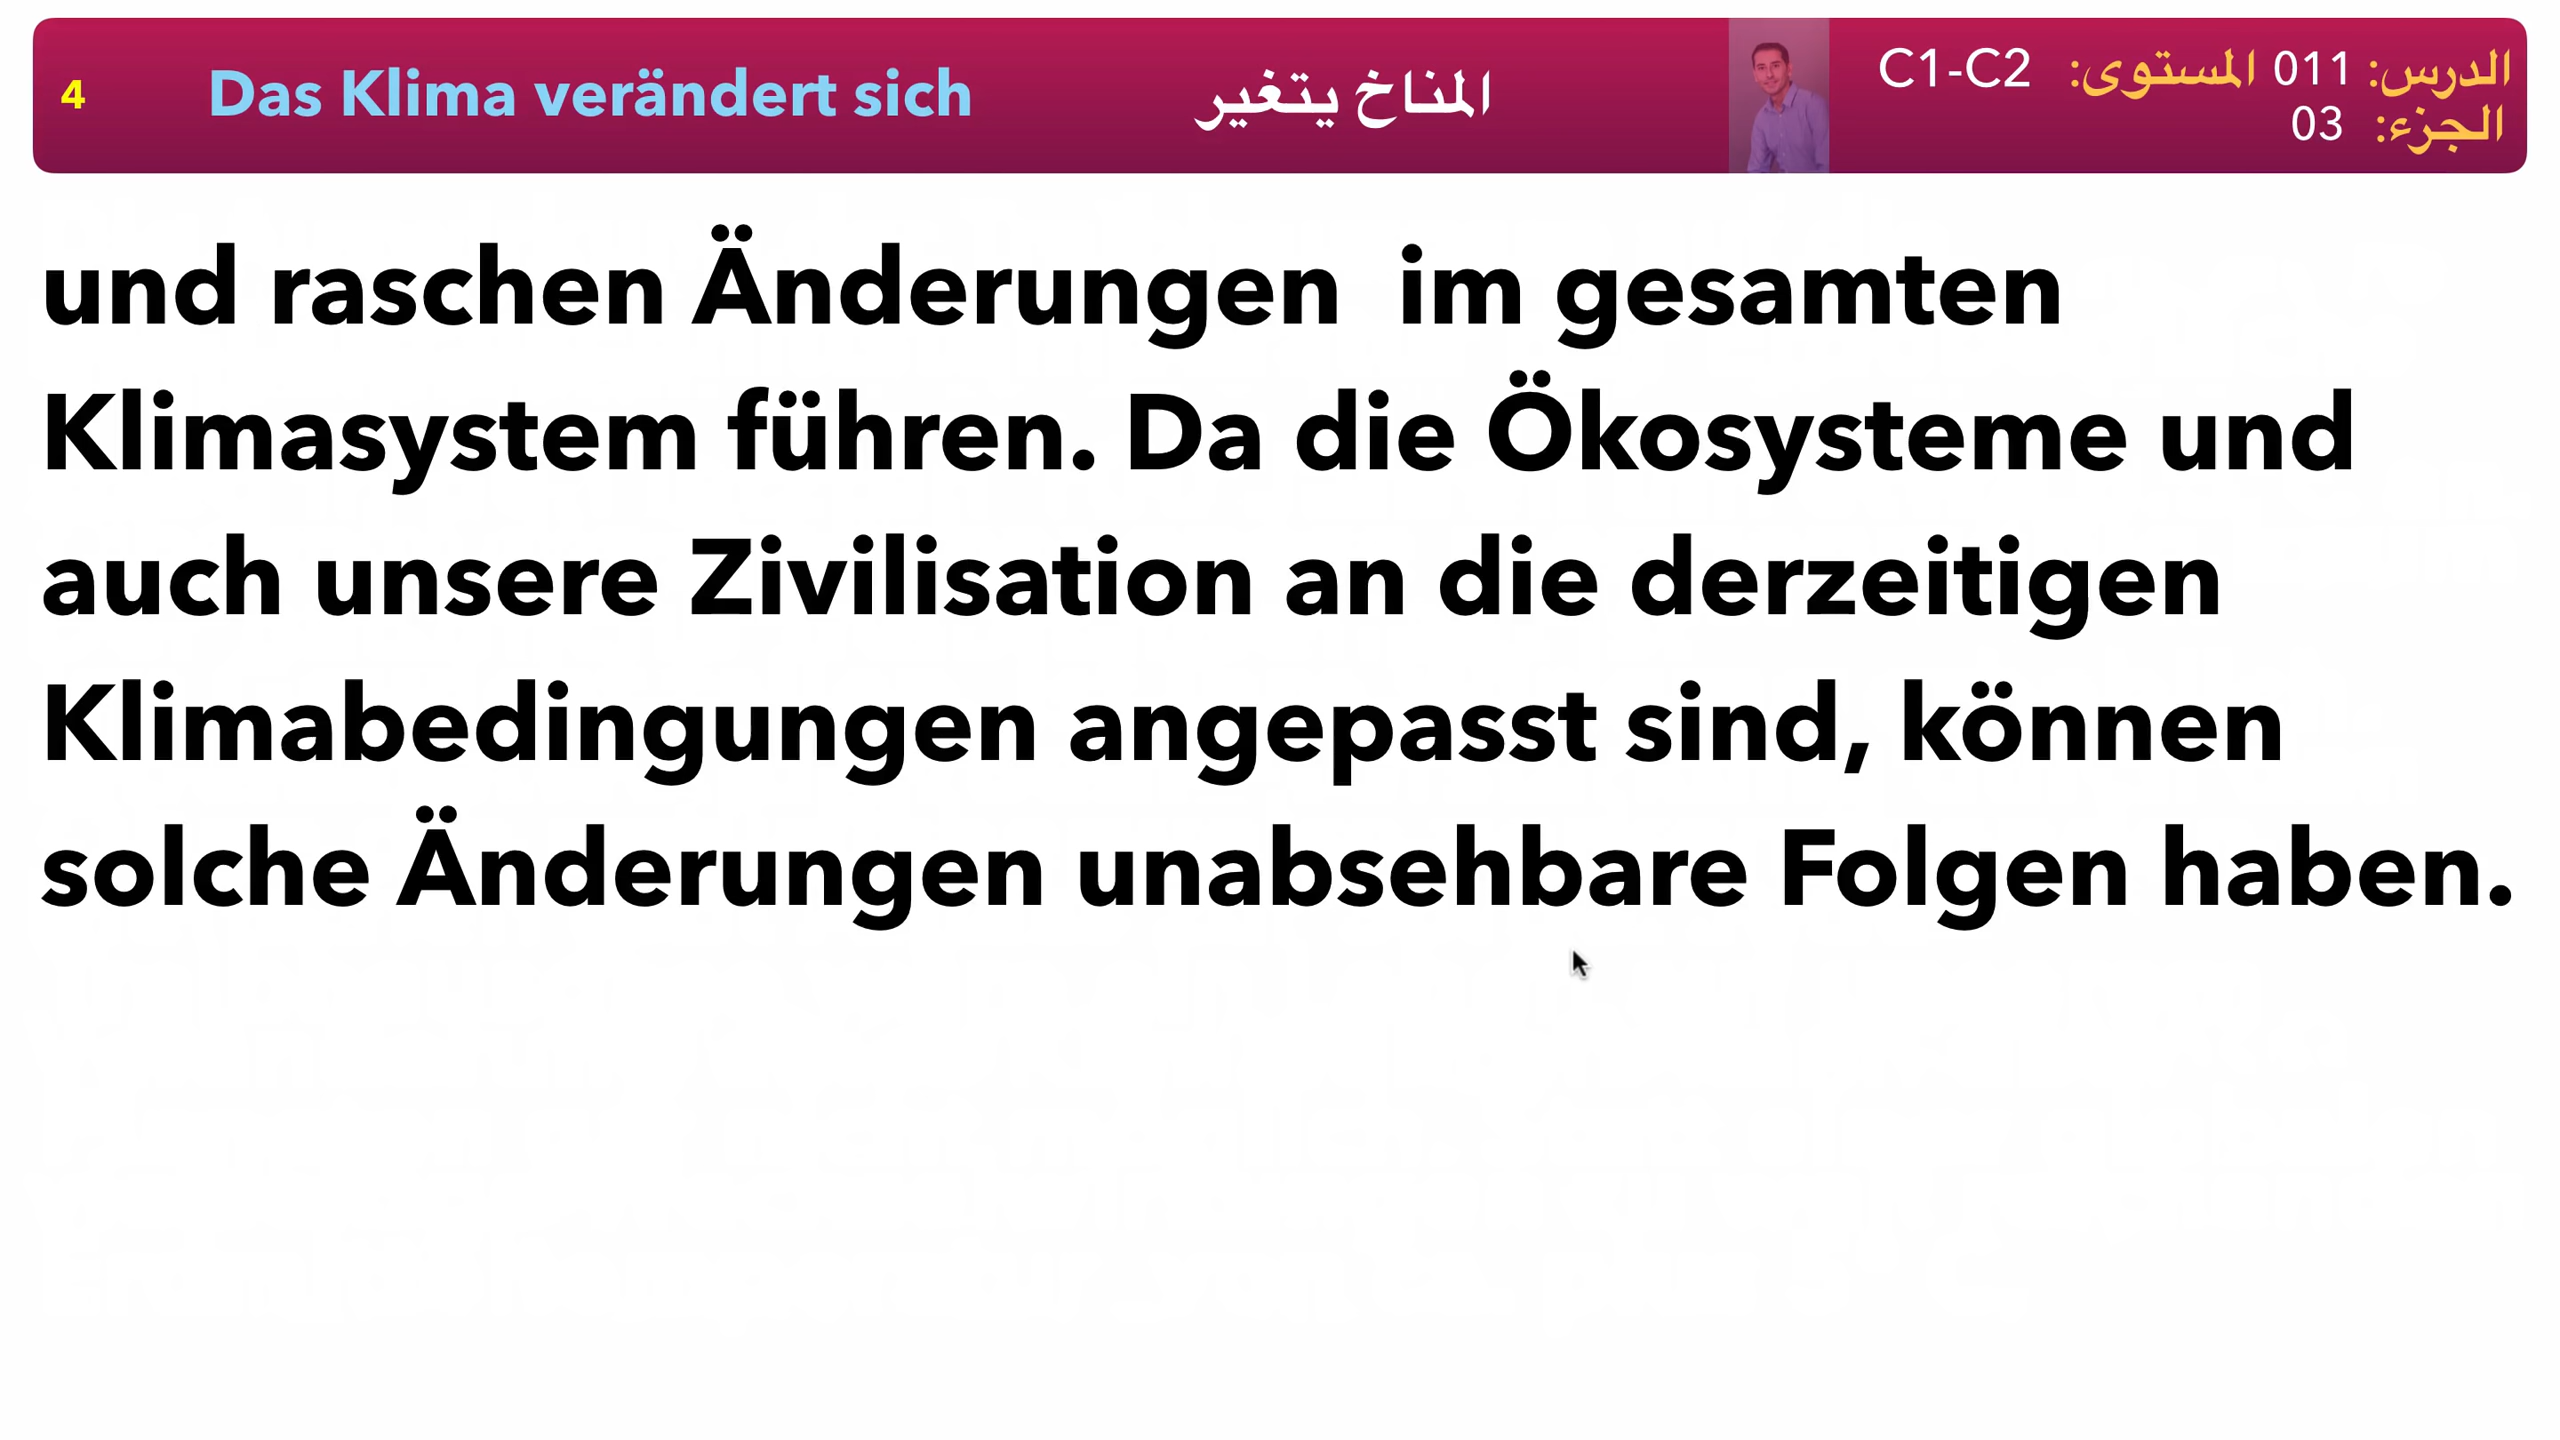 4
Das Klima verändert sich
المناخ يتغير
الدرس: 011 المستوى: C1-C2
الجزء: 03
und raschen Änderungen im gesamten
Klimasystem führen. Da die Ökosysteme und
auch unsere Zivilisation an die derzeitigen
Klimabedingungen angepasst sind, können
solche Änderungen unabsehbare Folgen haben.